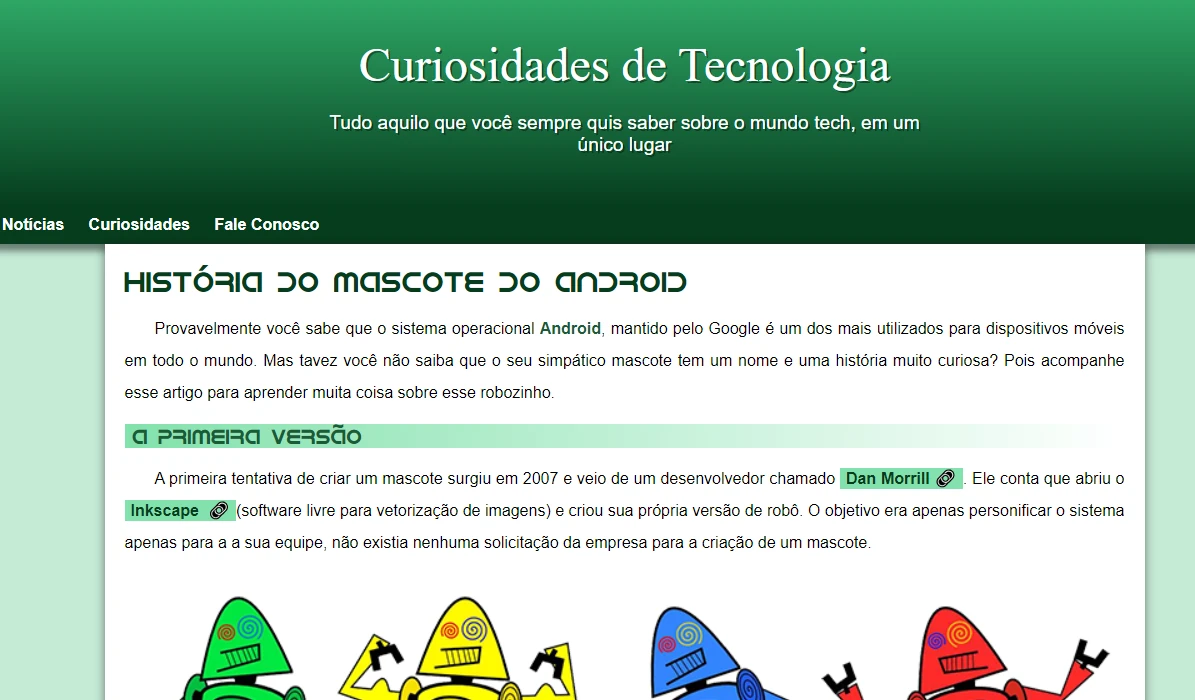 Curiosidades de Tecnologia
Tudo aquilo que você sempre quis saber sobre o mundo tech, em um
único lugar
Notícias Curiosidades Fale Conosco
História do Mascote do Android
Provavelmente você sabe que o sistema operacional Android, mantido pelo Google é um dos mais utilizados para dispositivos móveis
em todo o mundo. Mas tavez você não saiba que o seu simpático mascote tem um nome e uma história muito curiosa? Pois acompanhe
esse artigo para aprender muita coisa sobre esse robozinho.
A primeira versão
A primeira tentativa de criar um mascote surgiu em 2007 e veio de um desenvolvedor chamado Dan Morrill . Ele conta que abriu o
Inkscape (software livre para vetorização de imagens) e criou sua própria versão de robô. O objetivo era apenas personificar o sistema
apenas para a a sua equipe, não existia nenhuma solicitação da empresa para a criação de um mascote.